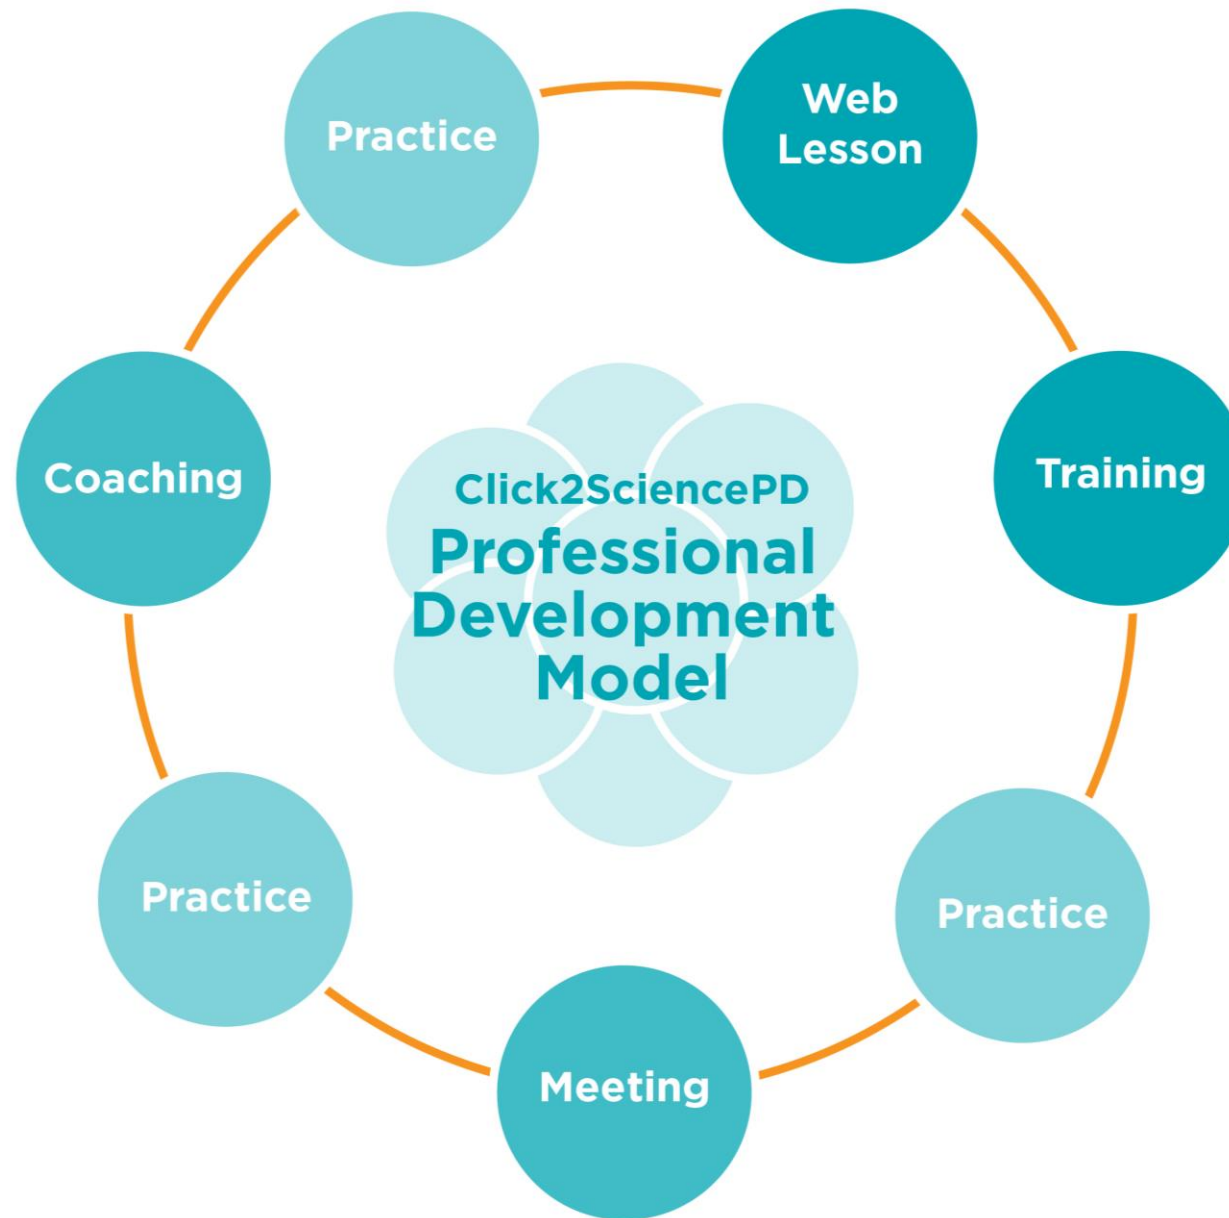 Practice
Web
Lesson
Coaching
Training
Click2SciencePD
Professional
Development
Model
Practice
Practice
Meeting